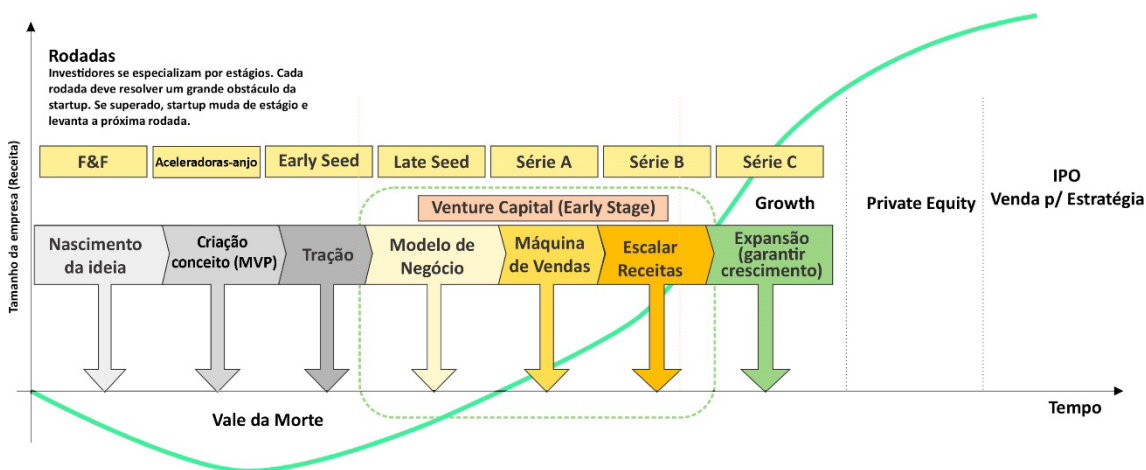 Rodadas
Investidores se especializam por estágios. Cada
rodada deve resolver um grande obstáculo da
startup. Se superado, startup muda de estágio e
levanta a próxima rodada.
Tamanho da empresa (Receita)
F&F
Aceleradoras-anjo
Early Seed
Late Seed
Série A
Série B
Série C
Venture Capital (Early Stage)
Growth
Private Equity
IPO
Venda p/ Estratégia
Nascimento
da ideia
Criação
conceito (MVP)
Tração
Modelo de
Negócio
Máquina
de Vendas
Escalar
Receitas
Expansão
(garantir
crescimento)
Vale da Morte
Tempo